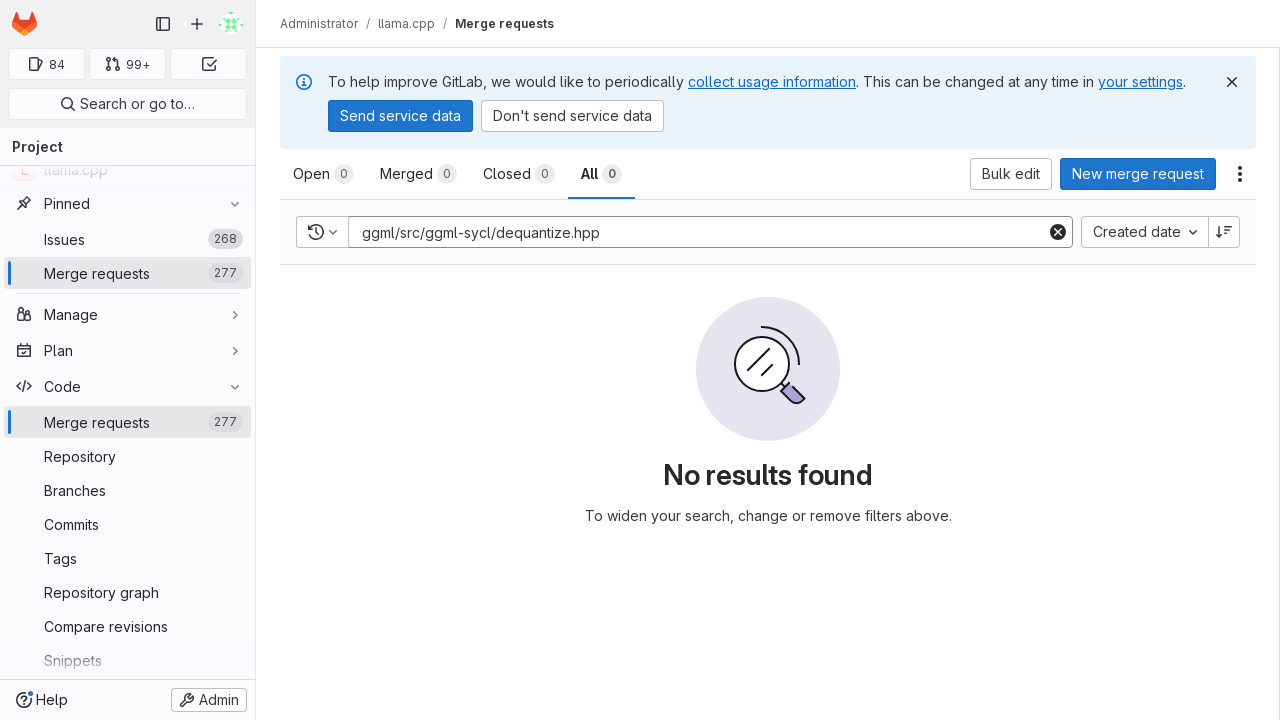 Administrator / llama.cpp / Merge requests
84
99+
Search or go to…
Project
L llama.cpp
Pinned
Issues 268
Merge requests 277
Manage
Plan
Code
Merge requests 277
Repository
Branches
Commits
Tags
Repository graph
Compare revisions
Snippets
Help
Admin
To help improve GitLab, we would like to periodically collect usage information. This can be changed at any time in your settings.
Send service data
Don't send service data
Open 0
Merged 0
Closed 0
All 0
Bulk edit
New merge request
ggml/src/ggml-sycl/dequantize.hpp
Created date
No results found
To widen your search, change or remove filters above.